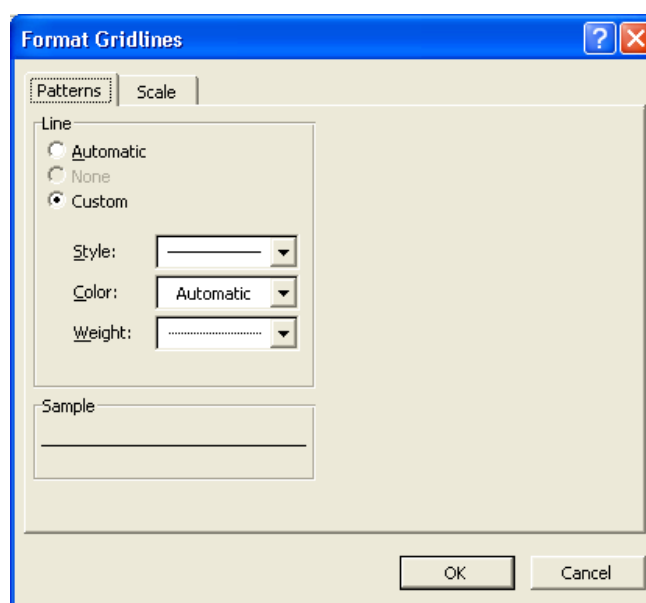 Format Gridlines
Patterns Scale
Line
Automatic
None
Custom
Style:
Color: Automatic
Weight:
Sample
OK Cancel